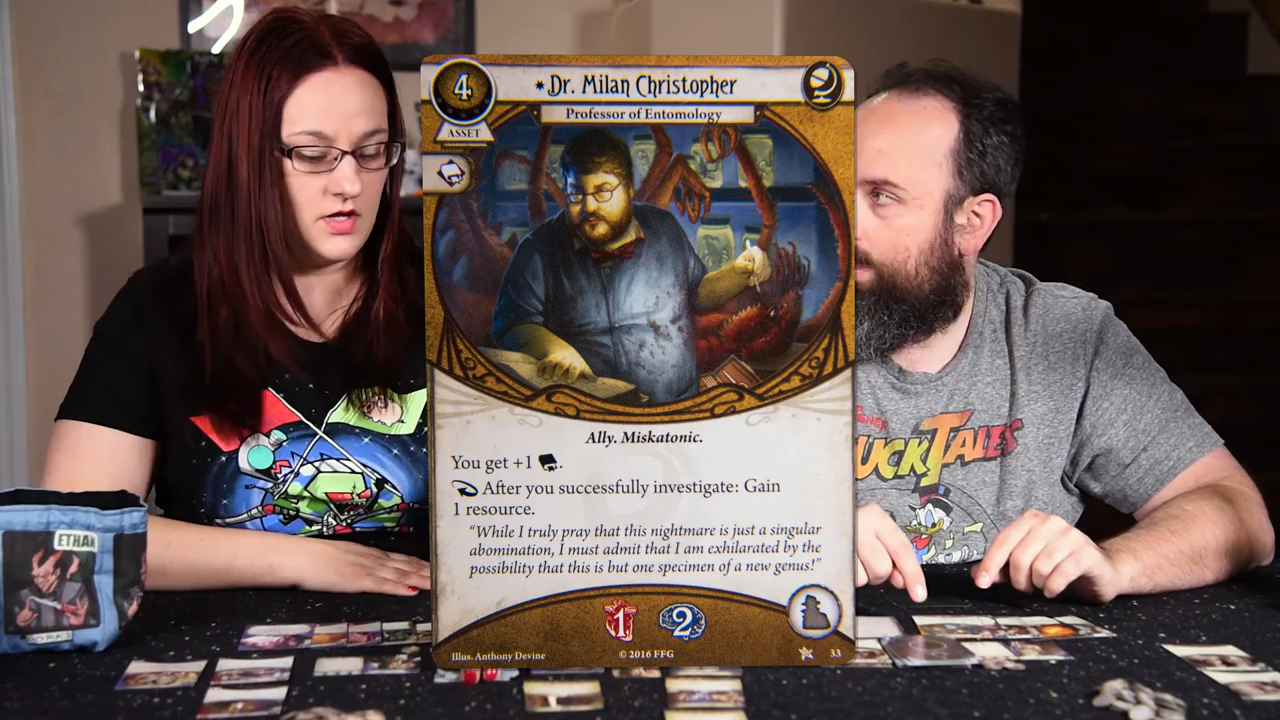 4
Dr. Milan Christopher
Professor of Entomology
ASSET
Ally. Miskatonic.
You get +1 .
After you successfully investigate: Gain
1 resource.
“While I truly pray that this nightmare is just a singular
abomination, I must admit that I am exhilarated by the
possibility that this is but one specimen of a new genus!”
1 2
Illus. Anthony Devine © 2016 FFG 33
ETHAN
DISNEY
DUCKTALES